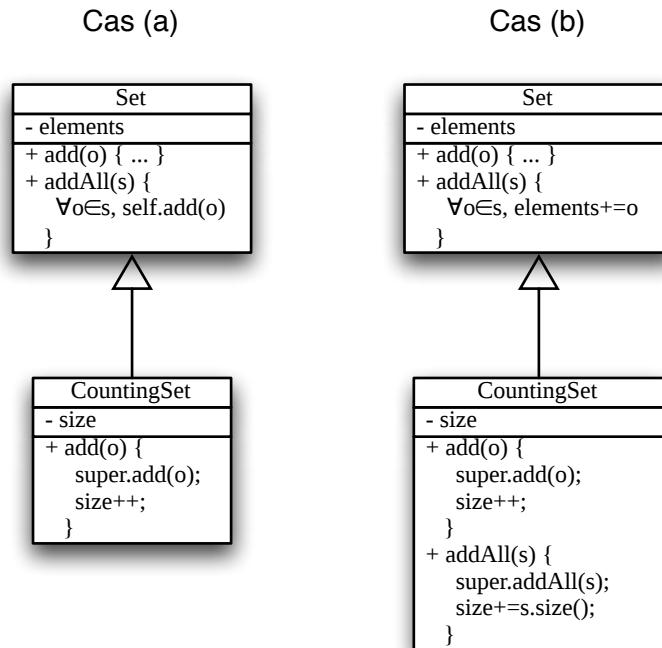 Cas (a)
Set
- elements
+ add(o) { ... }
+ addAll(s) {
∀o∈s, self.add(o)
}
CountingSet
- size
+ add(o) {
super.add(o);
size++;
}
Cas (b)
Set
- elements
+ add(o) { ... }
+ addAll(s) {
∀o∈s, elements+=o
}
CountingSet
- size
+ add(o) {
super.add(o);
size++;
}
+ addAll(s) {
super.addAll(s);
size+=s.size();
}